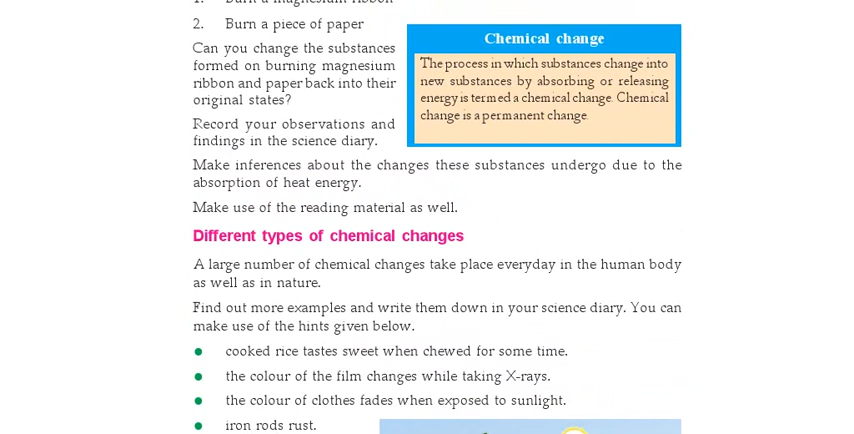 1. Burn a magnesium ribbon
2. Burn a piece of paper
Can you change the substances
formed on burning magnesium
ribbon and paper back into their
original states?
Record your observations and
findings in the science diary.
Chemical change
The process in which substances change into
new substances by absorbing or releasing
energy is termed a chemical change. Chemical
change is a permanent change.
Make inferences about the changes these substances undergo due to the
absorption of heat energy.
Make use of the reading material as well.
Different types of chemical changes
A large number of chemical changes take place everyday in the human body
as well as in nature.
Find out more examples and write them down in your science diary. You can
make use of the hints given below.
● cooked rice tastes sweet when chewed for some time.
● the colour of the film changes while taking X-rays.
● the colour of clothes fades when exposed to sunlight.
● iron rods rust.